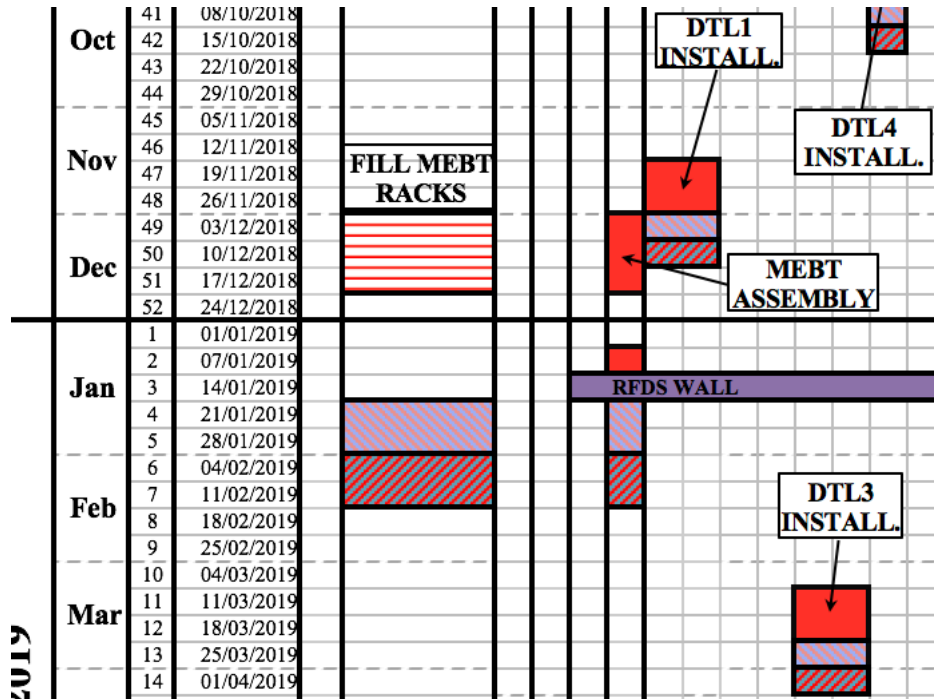 41 08/10/2018
Oct 42 15/10/2018
43 22/10/2018
44 29/10/2018
DTL1
INSTALL.
45 05/11/2018
Nov 46 12/11/2018
47 19/11/2018
48 26/11/2018
FILL MEBT
RACKS
DTL4
INSTALL.
49 03/12/2018
Dec 50 10/12/2018
51 17/12/2018
52 24/12/2018
MEBT
ASSEMBLY
2019
1 01/01/2019
2 07/01/2019
Jan 3 14/01/2019
RFDS WALL
4 21/01/2019
5 28/01/2019
6 04/02/2019
Feb 7 11/02/2019
8 18/02/2019
9 25/02/2019
DTL3
INSTALL.
10 04/03/2019
Mar 11 11/03/2019
12 18/03/2019
13 25/03/2019
14 01/04/2019